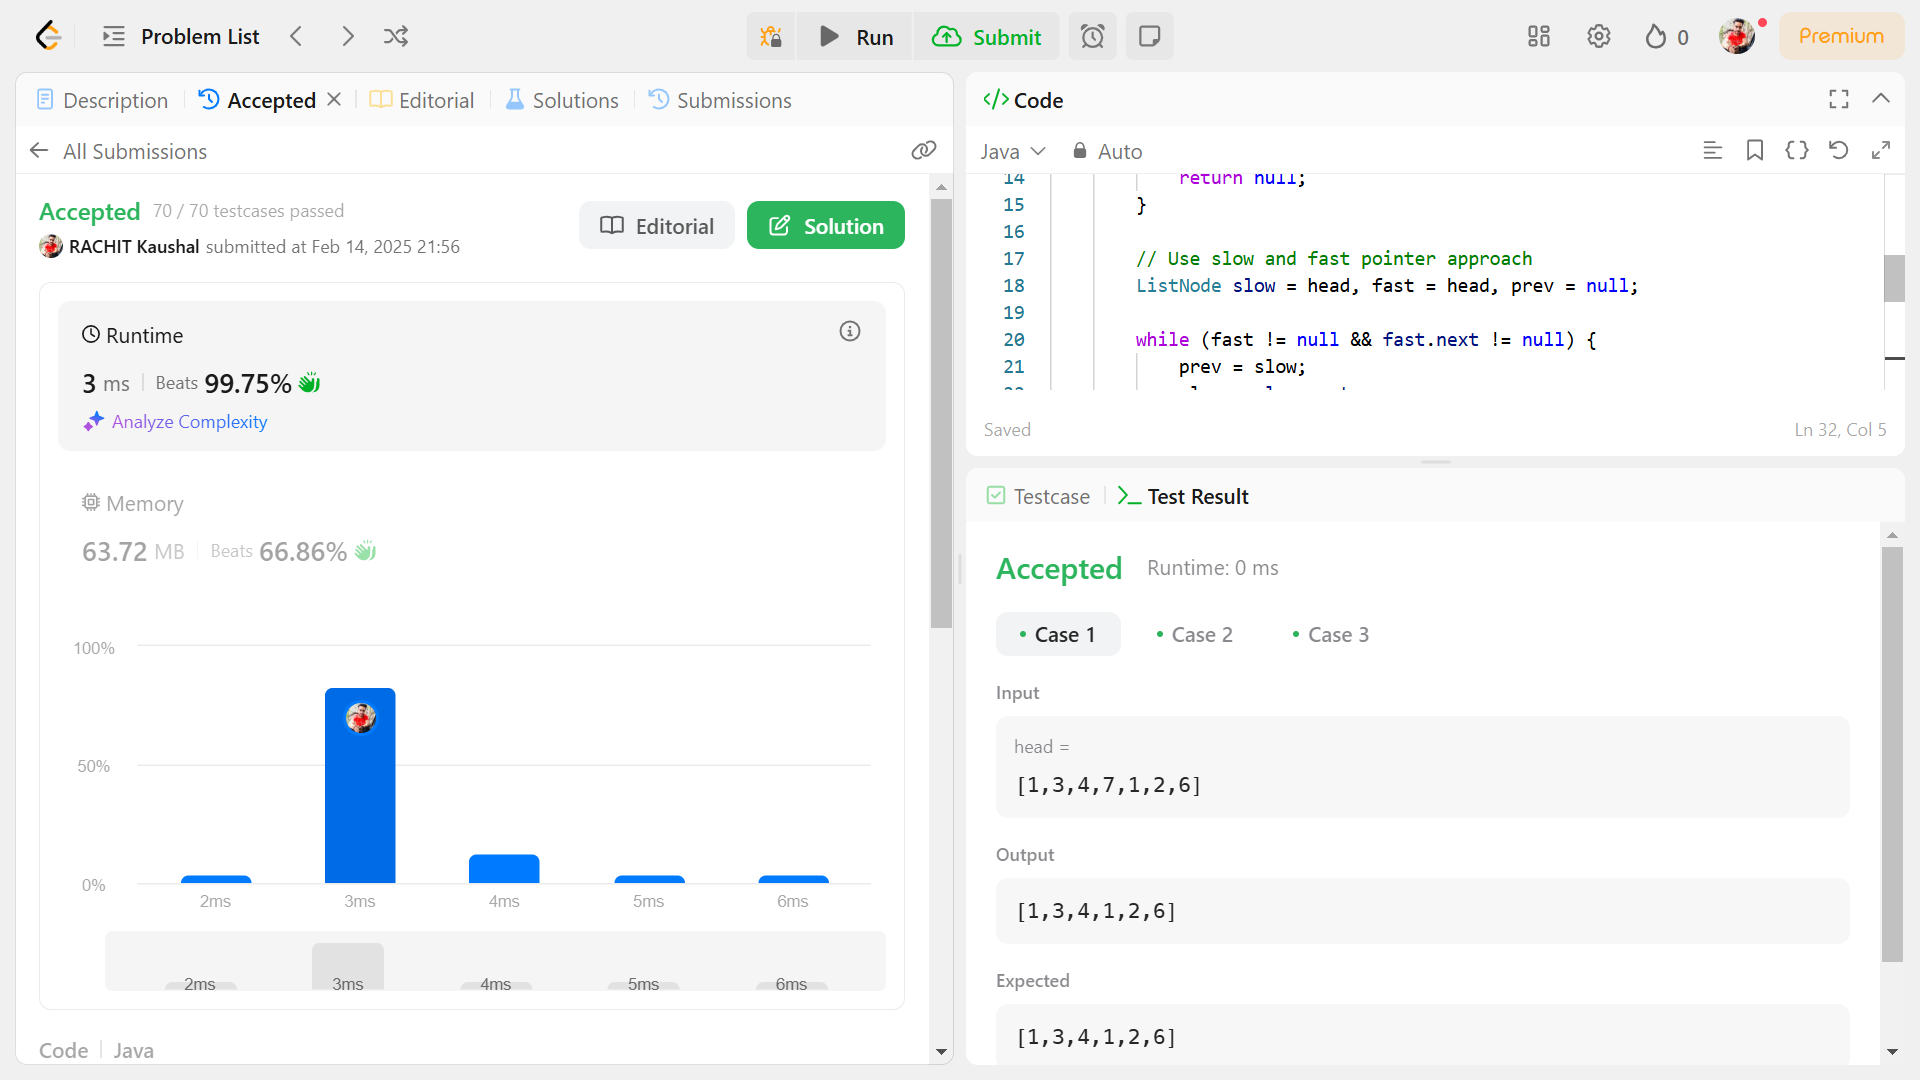 Problem List
Run
Submit
0
Premium
Description
Accepted
Editorial
Solutions
Submissions
All Submissions
Accepted 70 / 70 testcases passed
RACHIT Kaushal submitted at Feb 14, 2025 21:56
Editorial
Solution
Runtime
3 ms Beats 99.75%
Analyze Complexity
Memory
63.72 MB Beats 66.86%
100%
50%
0%
2ms 3ms 4ms 5ms 6ms
2ms 3ms 4ms 5ms 6ms
Code Java
</> Code
Java Auto
14 return null;
15 }
16
17 // Use slow and fast pointer approach
18 ListNode slow = head, fast = head, prev = null;
19
20 while (fast != null && fast.next != null) {
21 prev = slow;
Saved
Ln 32, Col 5
Testcase
Test Result
Accepted Runtime: 0 ms
Case 1 Case 2 Case 3
Input
head =
[1,3,4,7,1,2,6]
Output
[1,3,4,1,2,6]
Expected
[1,3,4,1,2,6]